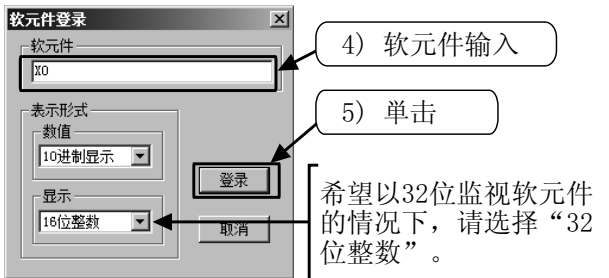 软元件登录
软元件
X0
4) 软元件输入
表示形式
数值
10进制显示
5) 单击
登录
显示
16位整数
取消
希望以32位监视软元件
的情况下，请选择“32
位整数”。